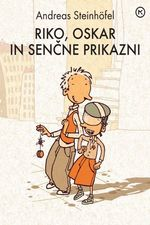 Andreas Steinhöfel
RIKO, OSKAR
IN SENČNE PRIKAZNI